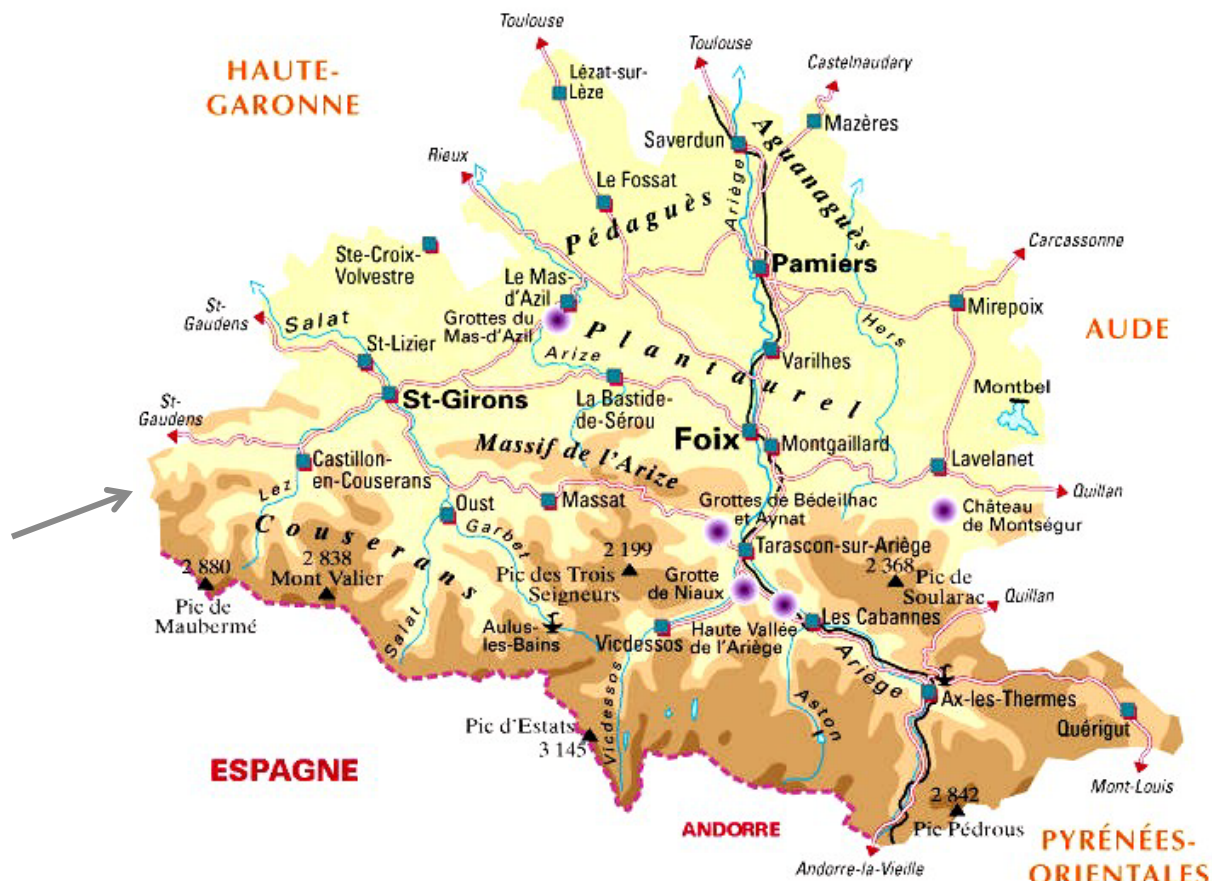 Toulouse
Toulouse
Castelnaudary
HAUTE-
GARONNE
Lézat-sur-
Lèze
Mazères
Saverdun
Aguanaguès
Rieux
Le Fossat
Ariège
Pédaguès
Ste-Croix-
Volvestre
Carcassonne
Pamiers
Le Mas-
d'Azil
Mirepoix
St-
Gaudens
Salat
Grottes du
Mas-d'Azil
Plantaurel
Hers
AUDE
St-Lizier
Arize
Varilhes
St-Girons
La Bastide-
de-Sérou
Montbel
St-
Gaudens
Foix
Montgaillard
Massif de l'Arize
Castillon-
en-Couserans
Lavelanet
Lez
Quillan
Oust
Massat
Grottes de Bédeilhac
et Aynat
Château
de Montségur
Couserans
Garbet
Tarascon-sur-Ariège
2 880
Pic de
Maubermé
2 838
Mont Valier
2 199
Pic des Trois
Seigneurs
Grotte
de Niaux
2 368
Pic de
Soularac
Quillan
Salat
Aulus-
les-Bains
Vicdessos
Haute Vallée
de l'Ariège
Les Cabannes
Ariège
Vicdessos
Aston
Ax-les-Thermes
Pic d'Estats
3 145
Quérigut
ESPAGNE
Mont-Louis
2 842
Pic Pédrous
ANDORRE
Andorre-la-Vieille
PYRÉNÉES-
ORIENTALES